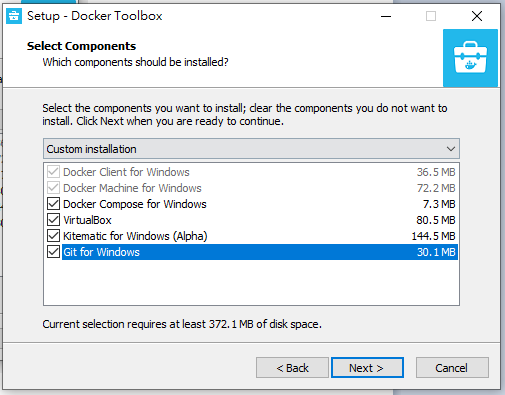 Setup - Docker Toolbox
Select Components
Which components should be installed?
Select the components you want to install; clear the components you do not want to
install. Click Next when you are ready to continue.
Custom installation
Docker Client for Windows 36.5 MB
Docker Machine for Windows 72.2 MB
Docker Compose for Windows 7.3 MB
VirtualBox 80.5 MB
Kitematic for Windows (Alpha) 144.5 MB
Git for Windows 30.1 MB
Current selection requires at least 372.1 MB of disk space.
< Back Next > Cancel